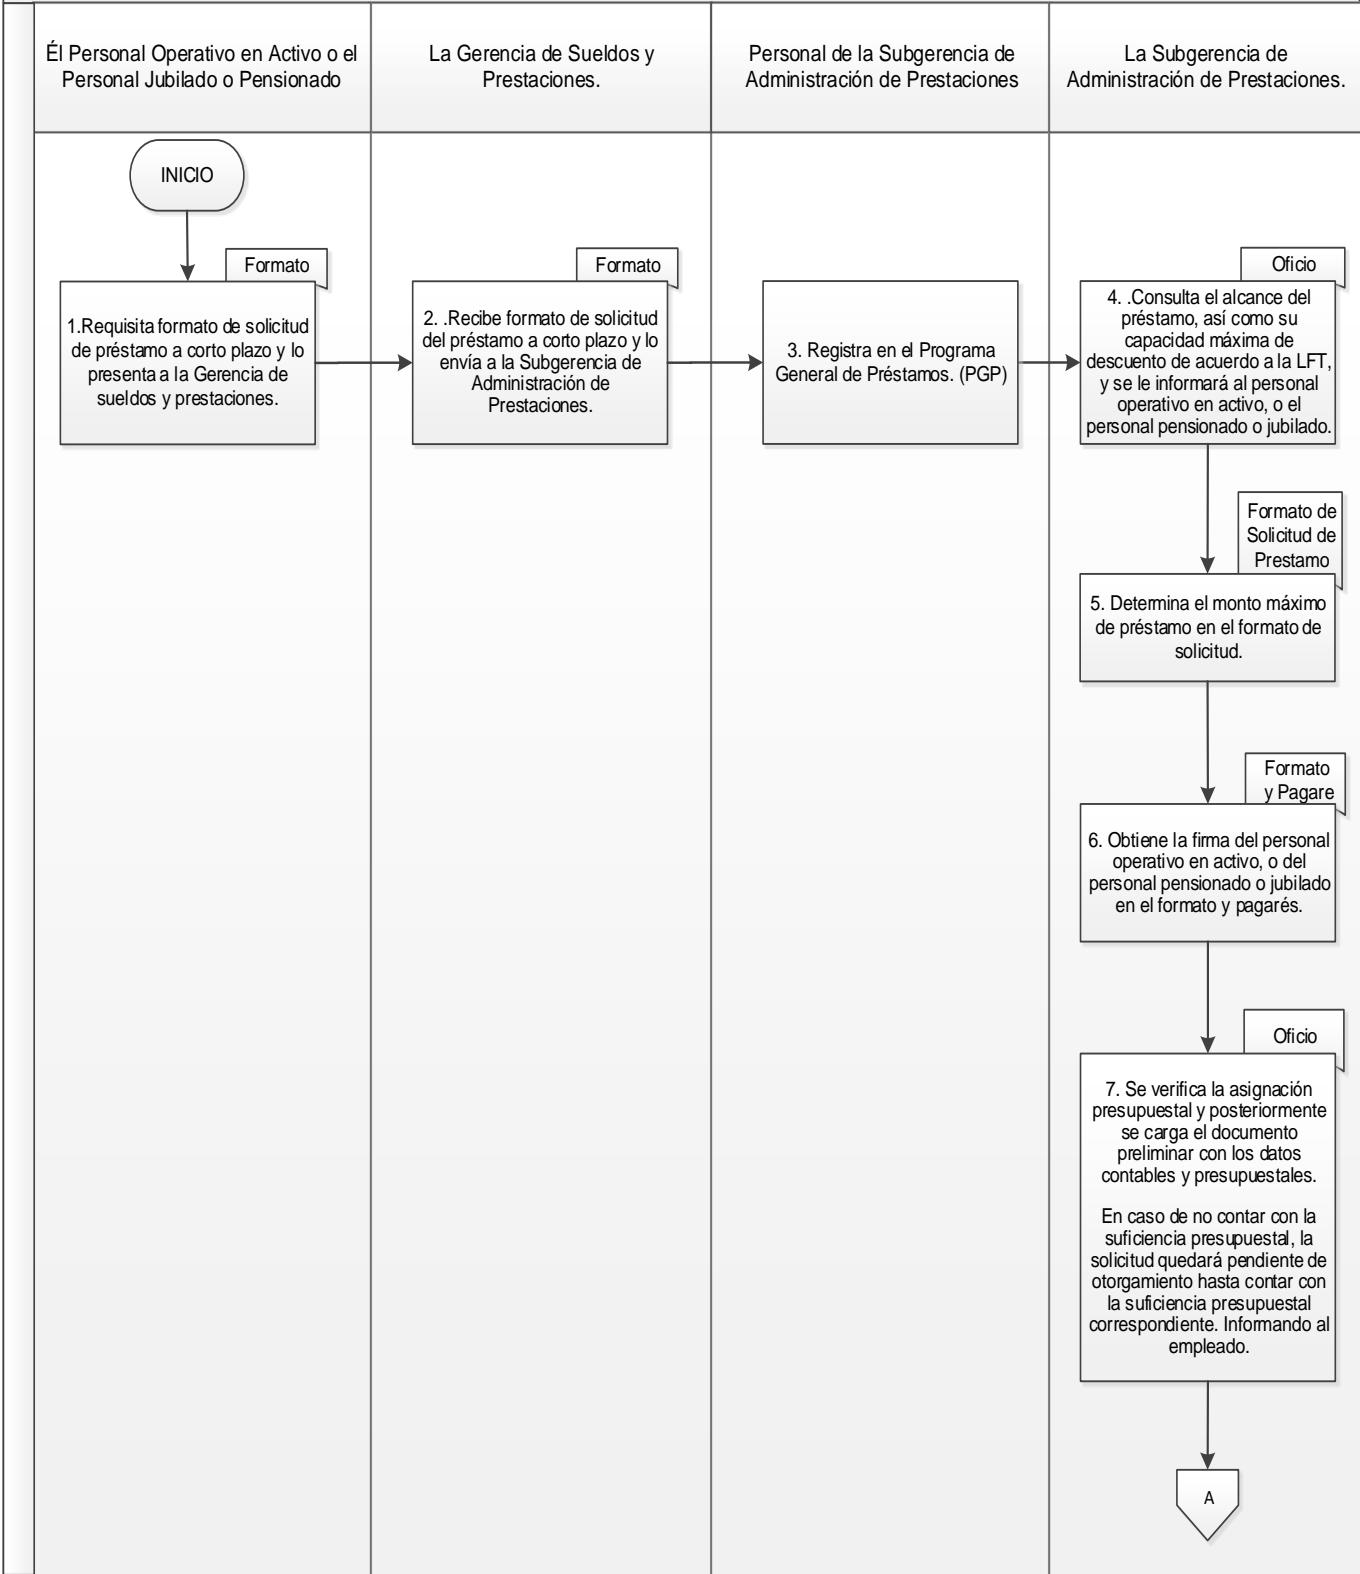 Él Personal Operativo en Activo o el
Personal Jubilado o Pensionado
La Gerencia de Sueldos y
Prestaciones.
Personal de la Subgerencia de
Administración de Prestaciones
La Subgerencia de
Administración de Prestaciones.
INICIO
Formato
1.Requisita formato de solicitud
de préstamo a corto plazo y lo
presenta a la Gerencia de
sueldos y prestaciones.
Formato
2. .Recibe formato de solicitud
del préstamo a corto plazo y lo
envía a la Subgerencia de
Administración de
Prestaciones.
3. Registra en el Programa
General de Préstamos. (PGP)
Oficio
4. .Consulta el alcance del
préstamo, así como su
capacidad máxima de
descuento de acuerdo a la LFT,
y se le informará al personal
operativo en activo, o el
personal pensionado o jubilado.
Formato de
Solicitud de
Prestamo
5. Determina el monto máximo
de préstamo en el formato de
solicitud.
Formato
y Pagare
6. Obtiene la firma del personal
operativo en activo, o del
personal pensionado o jubilado
en el formato y pagarés.
Oficio
7. Se verifica la asignación
presupuestal y posteriormente
se carga el documento
preliminar con los datos
contables y presupuestales.
En caso de no contar con la
suficiencia presupuestal, la
solicitud quedará pendiente de
otorgamiento hasta contar con
la suficiencia presupuestal
correspondiente. Informando al
empleado.
A